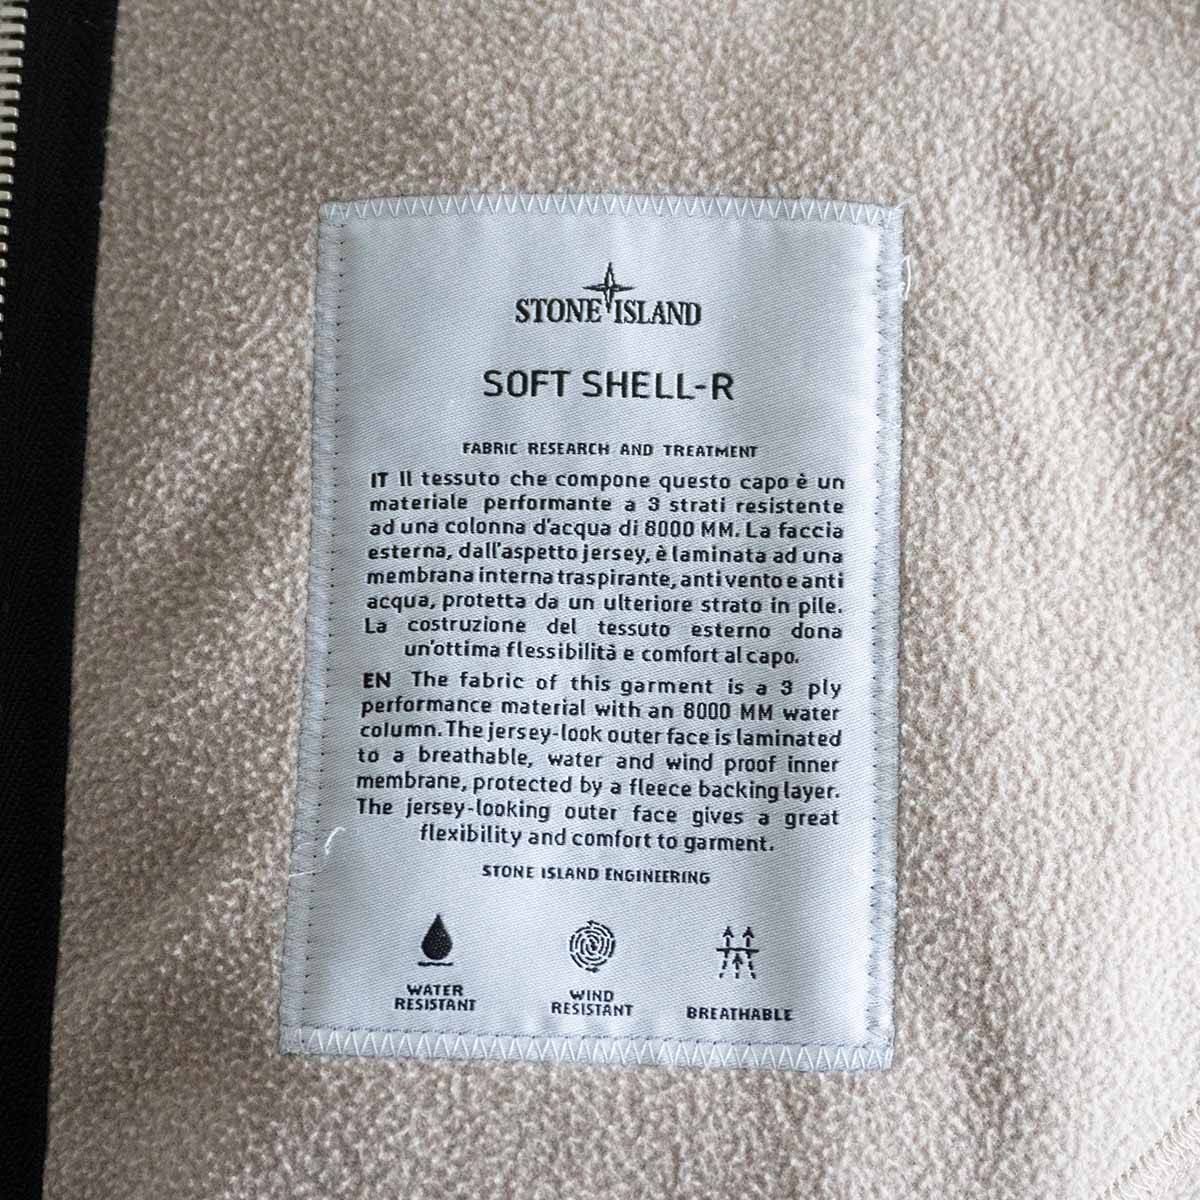 STONE ISLAND
SOFT SHELL-R
FABRIC RESEARCH AND TREATMENT
IT Il tessuto che compone questo capo è un
materiale performante a 3 strati resistente
ad una colonna d'acqua di 8000 MM. La faccia
esterna, dall'aspetto jersey, è laminata ad una
membrana interna traspirante, anti vento e anti
acqua, protetta da un ulteriore strato in pile.
La costruzione del tessuto esterno dona
un'ottima flessibilità e comfort al capo.
EN The fabric of this garment is a 3 ply
performance material with an 8000 MM water
column. The jersey-look outer face is laminated
to a breathable, water and wind proof inner
membrane, protected by a fleece backing layer.
The jersey-looking outer face gives a great
flexibility and comfort to garment.
STONE ISLAND ENGINEERING
WATER
RESISTANT
WIND
RESISTANT
BREATHABLE